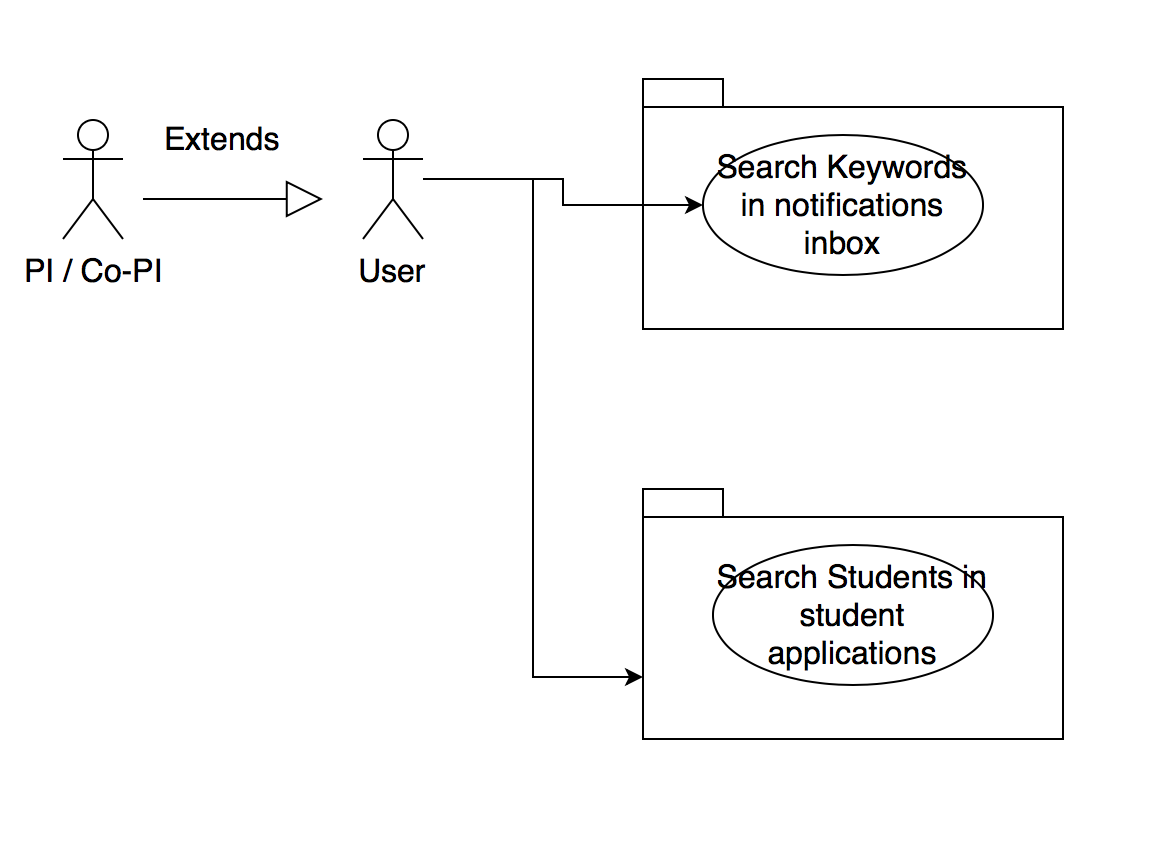 Extends
PI / Co-PI
User
Search Keywords
in notifications
inbox
Search Students in
student
applications